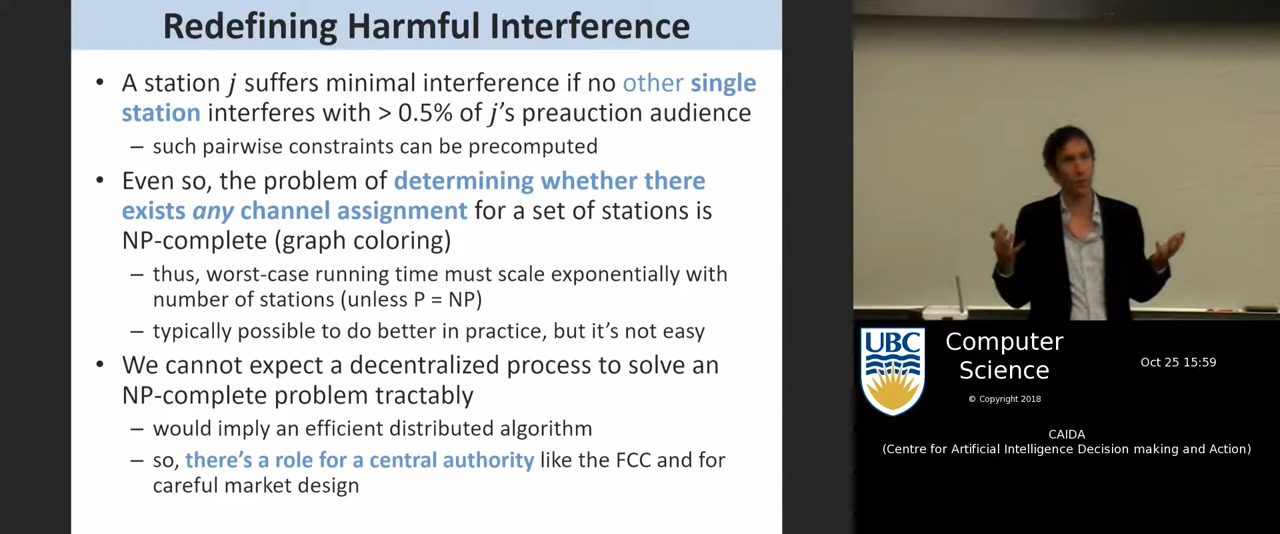 Redefining Harmful Interference
• A station j suffers minimal interference if no other single
station interferes with > 0.5% of j's preauction audience
– such pairwise constraints can be precomputed
• Even so, the problem of determining whether there
exists any channel assignment for a set of stations is
NP-complete (graph coloring)
– thus, worst-case running time must scale exponentially with
number of stations (unless P = NP)
– typically possible to do better in practice, but it's not easy
• We cannot expect a decentralized process to solve an
NP-complete problem tractably
– would imply an efficient distributed algorithm
– so, there's a role for a central authority like the FCC and for
careful market design
UBC
Computer
Science
© Copyright 2018
Oct 25 15:59
CAIDA
(Centre for Artificial Intelligence Decision making and Action)